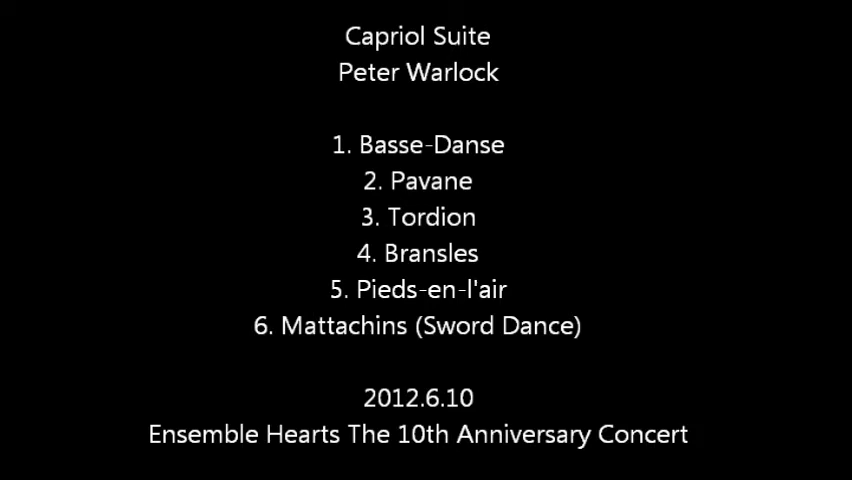 Capriol Suite
Peter Warlock
1. Basse-Danse
2. Pavane
3. Tordion
4. Bransles
5. Pieds-en-l'air
6. Mattachins (Sword Dance)
2012.6.10
Ensemble Hearts The 10th Anniversary Concert